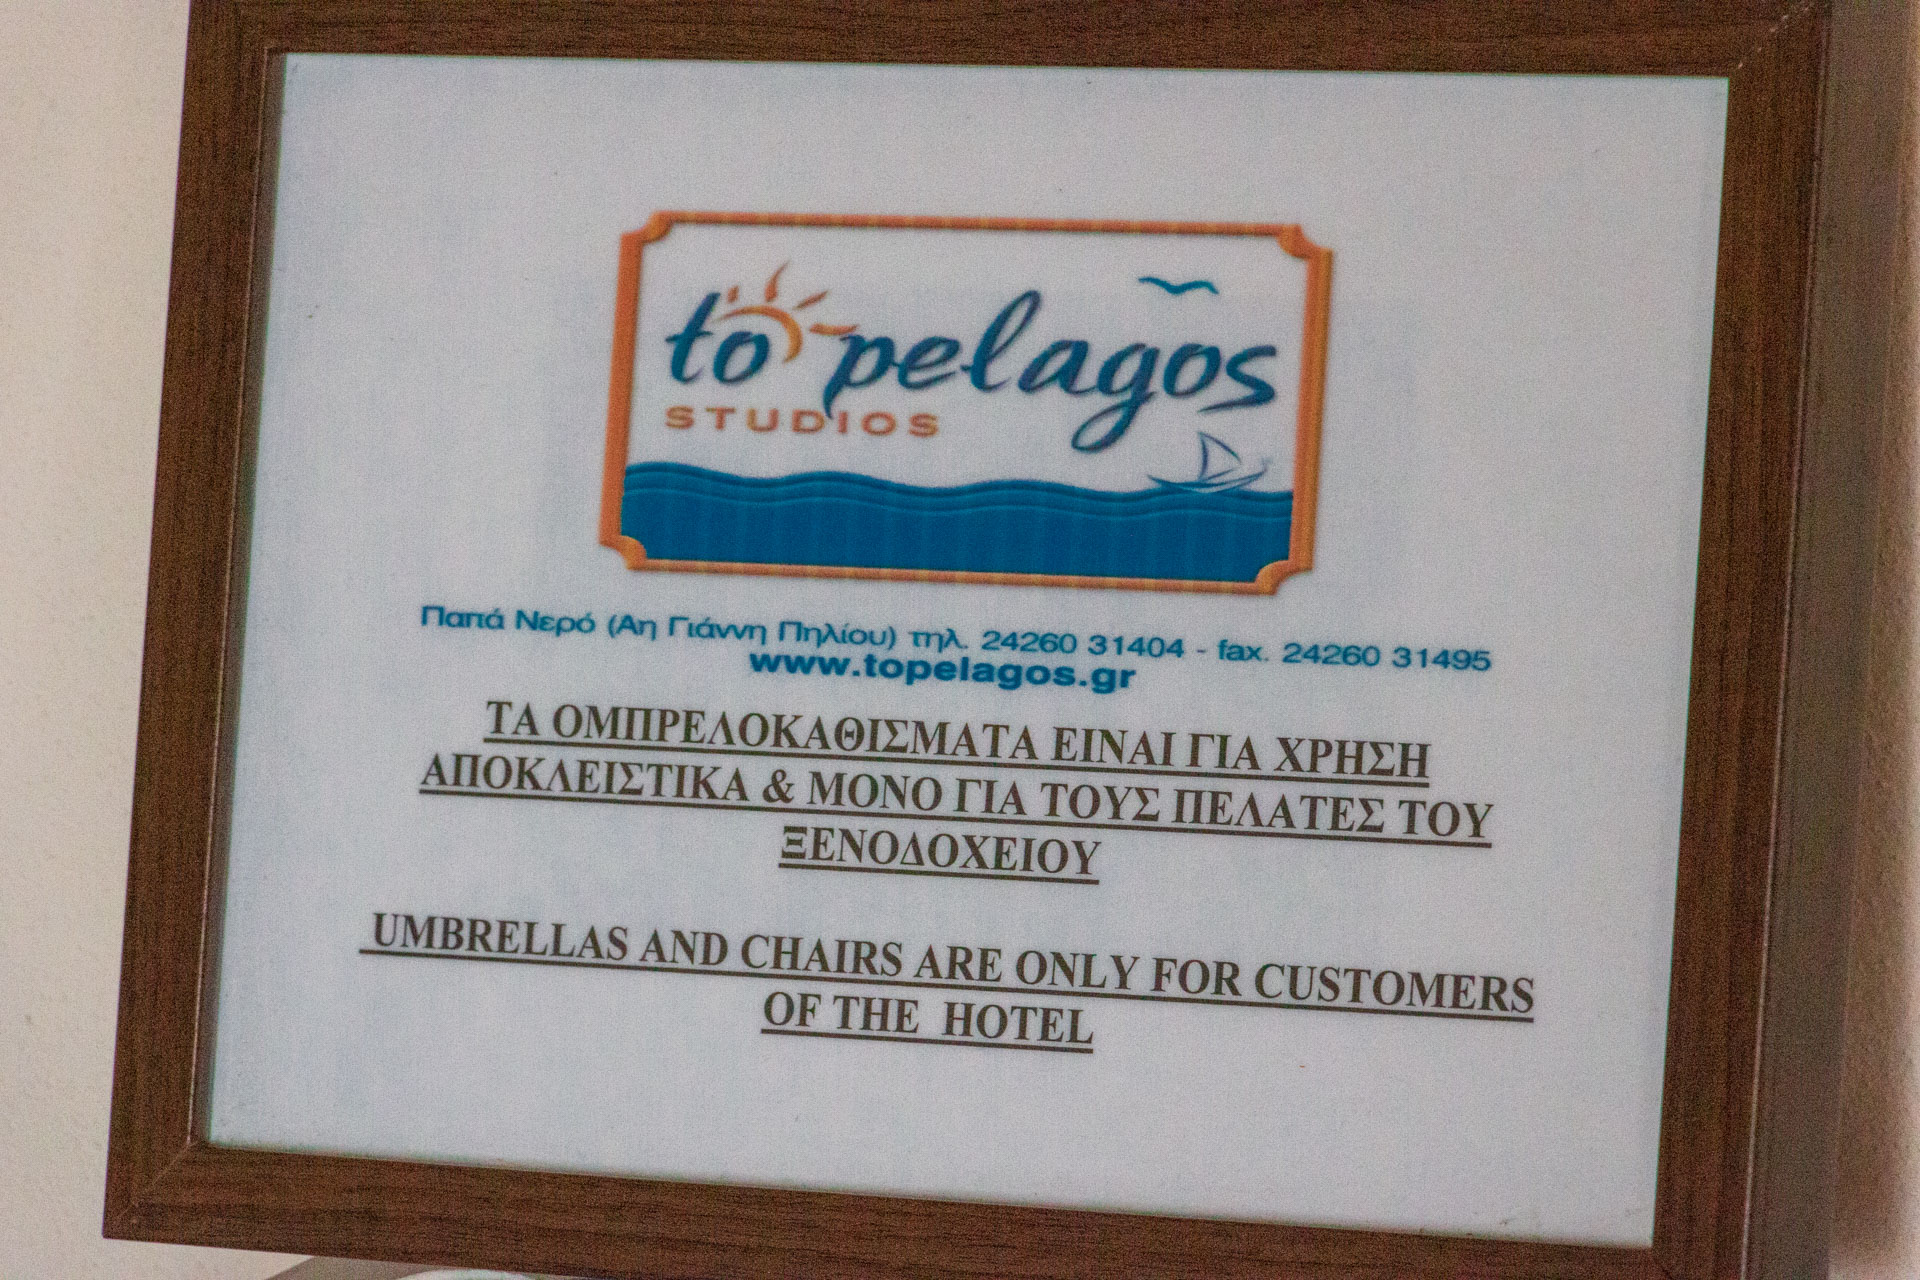 to pelagos
STUDIOS
Παπά Νερό (Αη Γιάννη Πηλίου) τηλ. 24260 31404 - fax. 24260 31495
www.topelagos.gr
ΤΑ ΟΜΠΡΕΛΟΚΑΘΙΣΜΑΤΑ ΕΙΝΑΙ ΓΙΑ ΧΡΗΣΗ
ΑΠΟΚΛΕΙΣΤΙΚΑ & ΜΟΝΟ ΓΙΑ ΤΟΥΣ ΠΕΛΑΤΕΣ ΤΟΥ
ΞΕΝΟΔΟΧΕΙΟΥ
UMBRELLAS AND CHAIRS ARE ONLY FOR CUSTOMERS
OF THE HOTEL